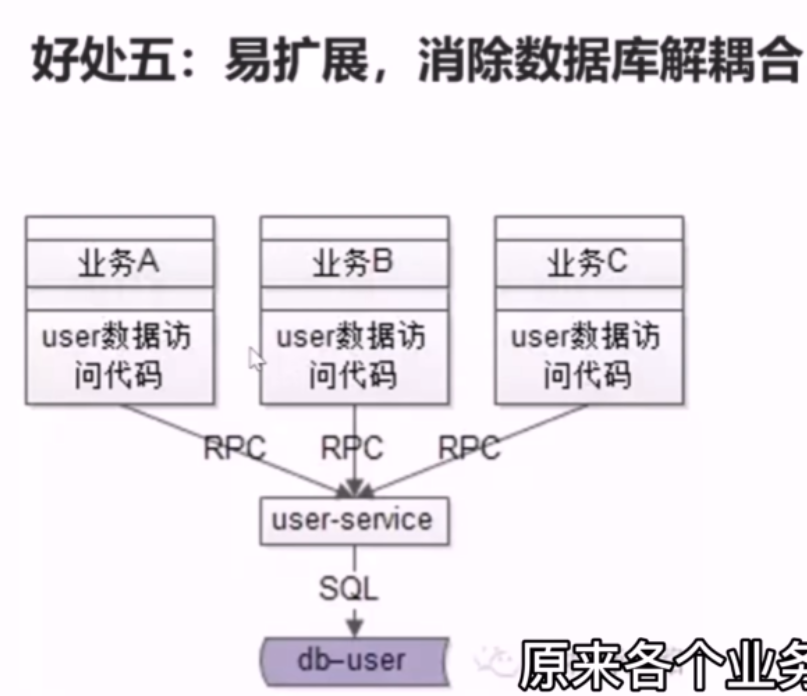 好处五：易扩展，消除数据库解耦合
业务A
业务B
业务C
user数据访
问代码
user数据访
问代码
user数据访
问代码
RPC
RPC
RPC
user-service
SQL
db-user
原来各个业务